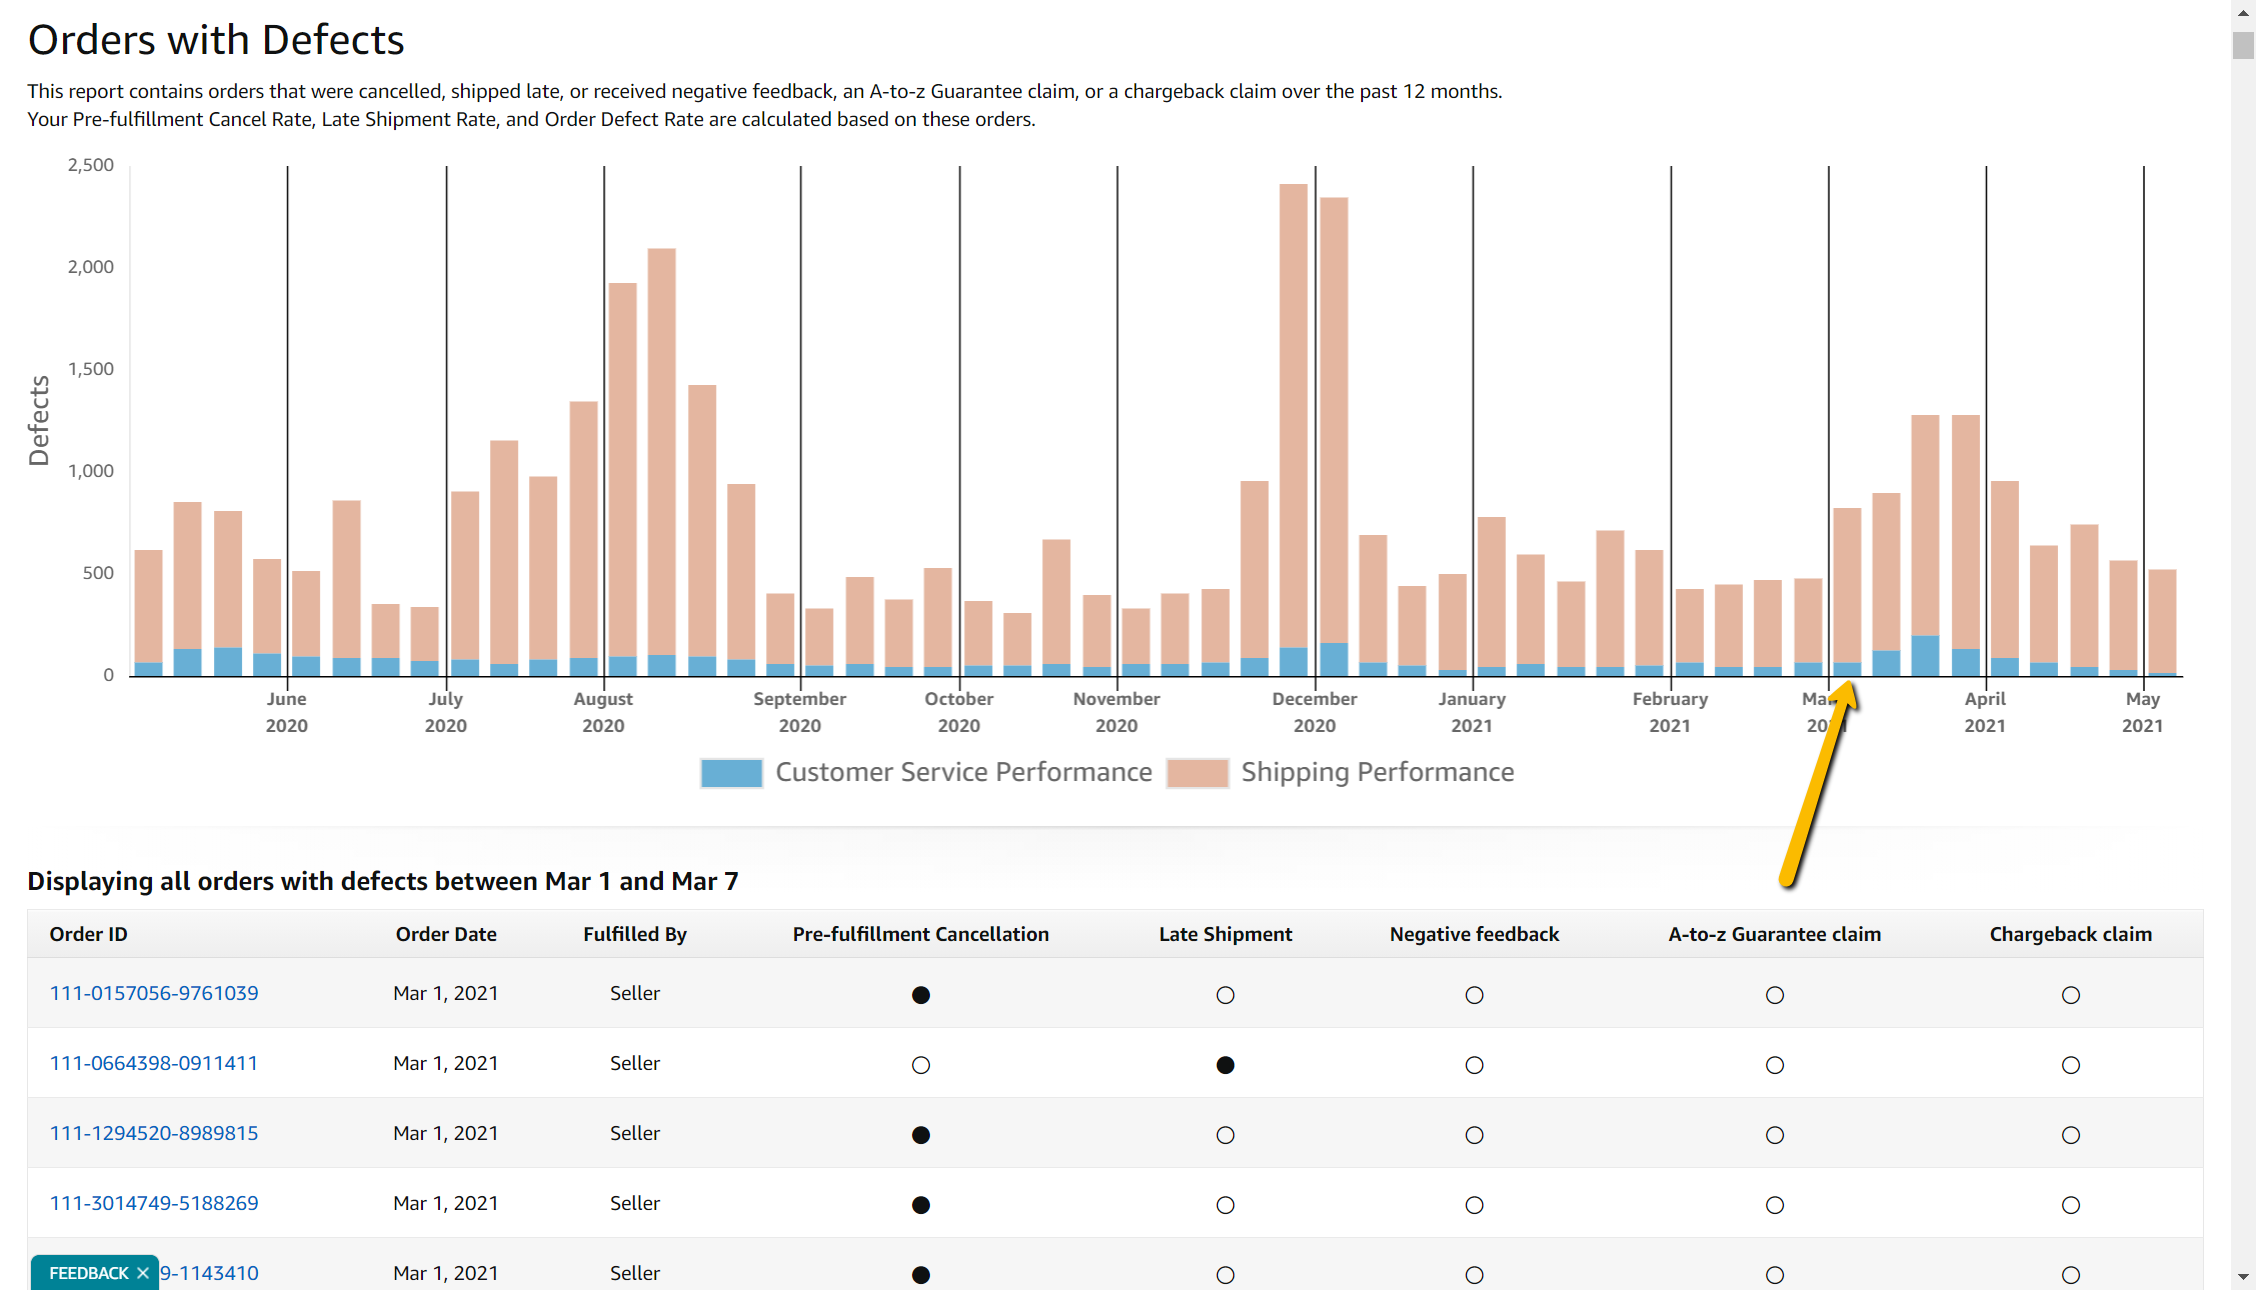 Orders with Defects
This report contains orders that were cancelled, shipped late, or received negative feedback, an A-to-z Guarantee claim, or a chargeback claim over the past 12 months.
Your Pre-fulfillment Cancel Rate, Late Shipment Rate, and Order Defect Rate are calculated based on these orders.
2,500
2,000
1,500
1,000
500
0
Defects
June July August September October November December January February April May
2020 2020 2020 2020 2020 2020 2020 2021 2021 2021 2021
Customer Service Performance Shipping Performance
Displaying all orders with defects between Mar 1 and Mar 7
Order ID Order Date Fulfilled By Pre-fulfillment Cancellation Late Shipment Negative feedback A-to-z Guarantee claim Chargeback claim
111-0157056-9761039 Mar 1, 2021 Seller
111-0664398-0911411 Mar 1, 2021 Seller
111-1294520-8989815 Mar 1, 2021 Seller
111-3014749-5188269 Mar 1, 2021 Seller
FEEDBACK 9-1143410 Mar 1, 2021 Seller